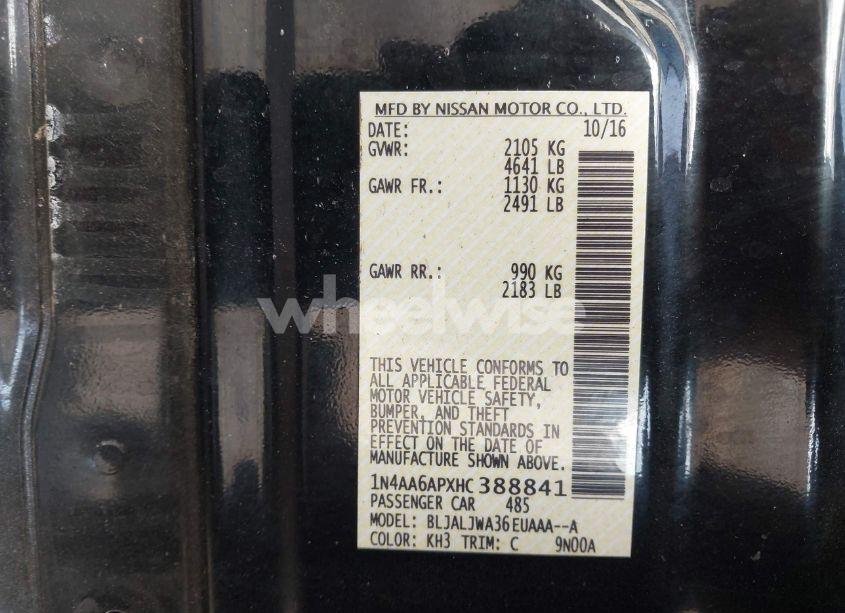 MFD BY NISSAN MOTOR CO., LTD.
DATE: 10/16
GVWR: 2105 KG
4641 LB
GAWR FR.: 1130 KG
2491 LB
GAWR RR.: 990 KG
2183 LB
wheelwise
THIS VEHICLE CONFORMS TO
ALL APPLICABLE FEDERAL
MOTOR VEHICLE SAFETY,
BUMPER, AND THEFT
PREVENTION STANDARDS IN
EFFECT ON THE DATE OF
MANUFACTURE SHOWN ABOVE.
1N4AA6APXHC388841
PASSENGER CAR 485
MODEL: BLJALJWA36EUAAA--A
COLOR: KH3 TRIM: C 9N00A